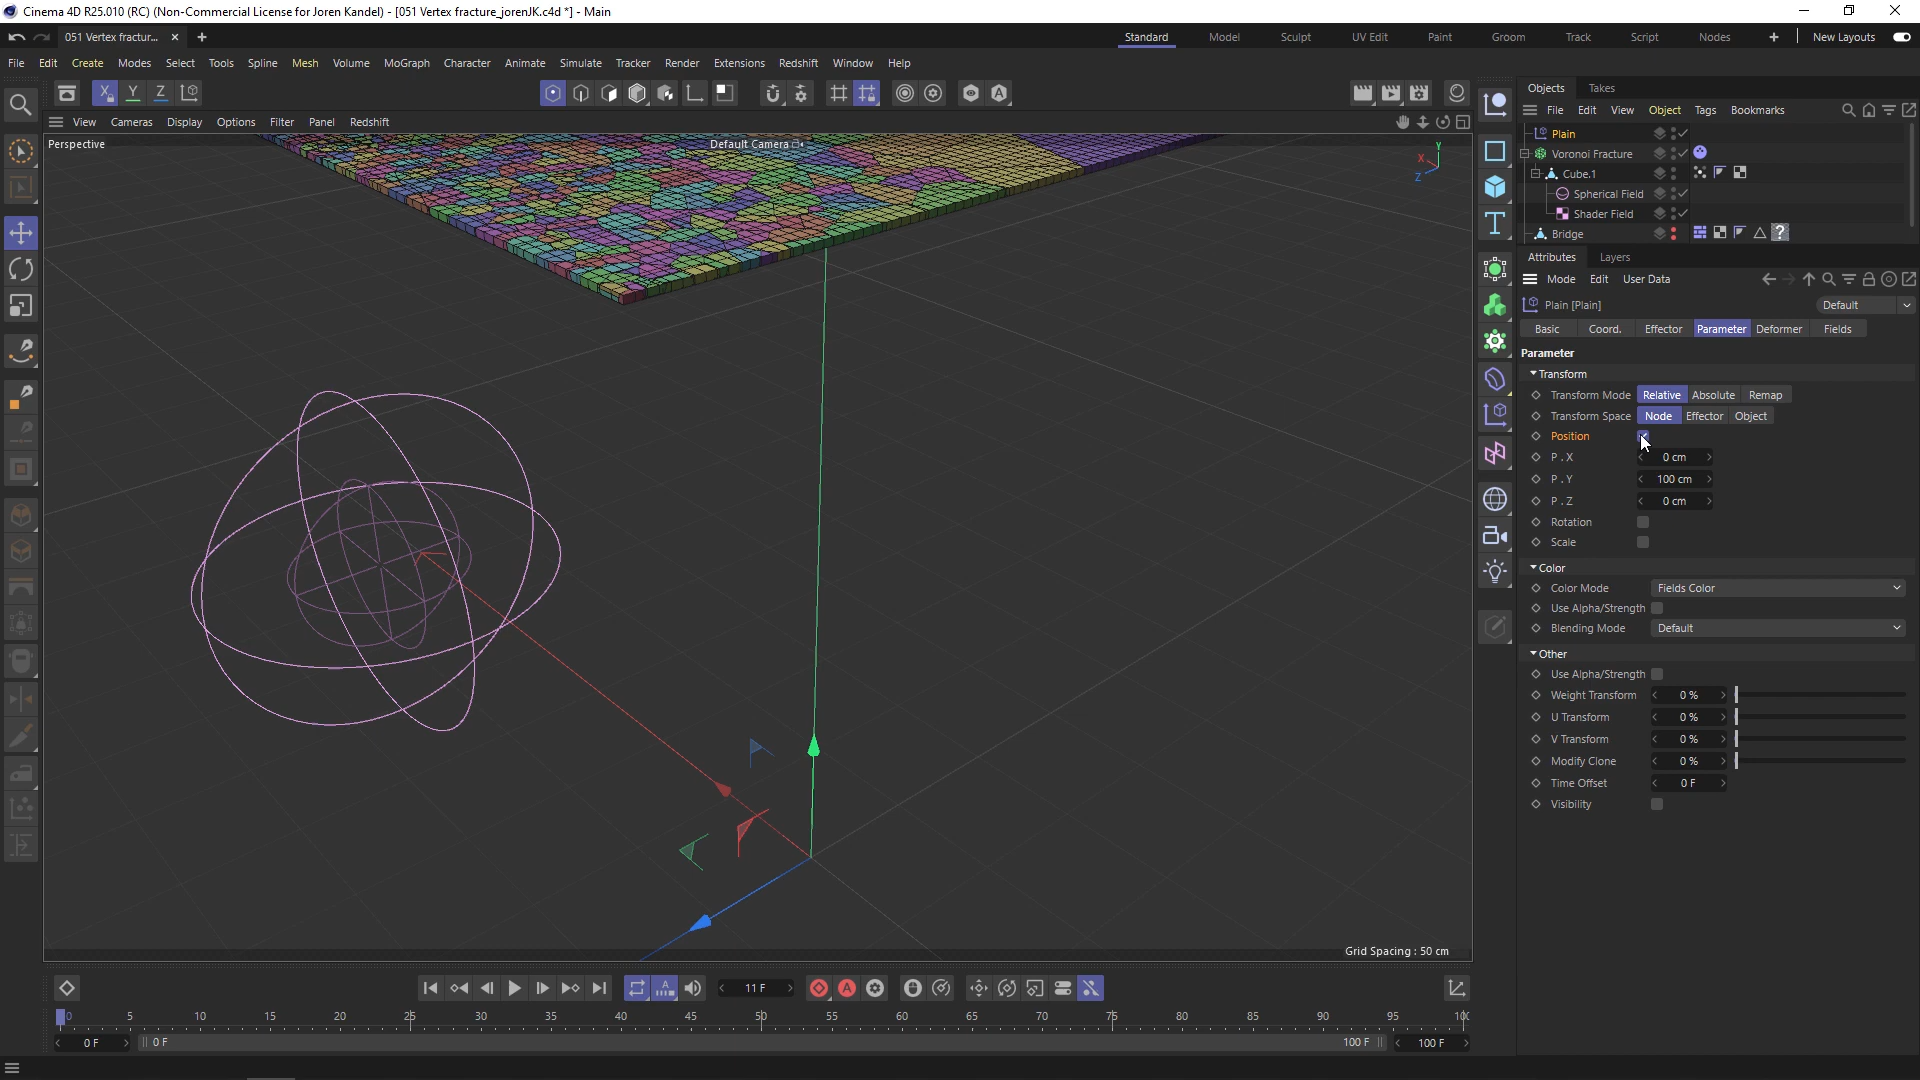 Cinema 4D R25.010 (RC) (Non-Commercial License for Joren Kandel) - [051 Vertex fracture_jorenJK.c4d *] - Main
051 Vertex fractur... Standard Model Sculpt UV Edit Paint Groom Track Script Nodes New Layouts
File Edit Create Modes Select Tools Spline Mesh Volume MoGraph Character Animate Simulate Tracker Render Extensions Redshift Window Help
X Y Z
Objects Takes
File Edit View Object Tags Bookmarks
View Cameras Display Options Filter Panel Redshift
Perspective
Default Camera
Y
X
Z
Plain
Voronoi Fracture
Cube.1
Spherical Field
Shader Field
Bridge
Attributes Layers
Mode Edit User Data
Plain [Plain] Default
Basic Coord. Effector Parameter Deformer Fields
Parameter
Transform
Transform Mode Relative Absolute Remap
Transform Space Node Effector Object
Position
P . X 0 cm
P . Y 100 cm
P . Z 0 cm
Rotation
Scale
Color
Color Mode Fields Color
Use Alpha/Strength
Blending Mode Default
Other
Use Alpha/Strength
Weight Transform 0 %
U Transform 0 %
V Transform 0 %
Modify Clone 0 %
Time Offset 0 F
Visibility
Grid Spacing : 50 cm
11 F
0 5 10 15 20 25 30 35 40 45 50 55 60 65 70 75 80 85 90 95 100
0 F 0 F 100 F 100 F